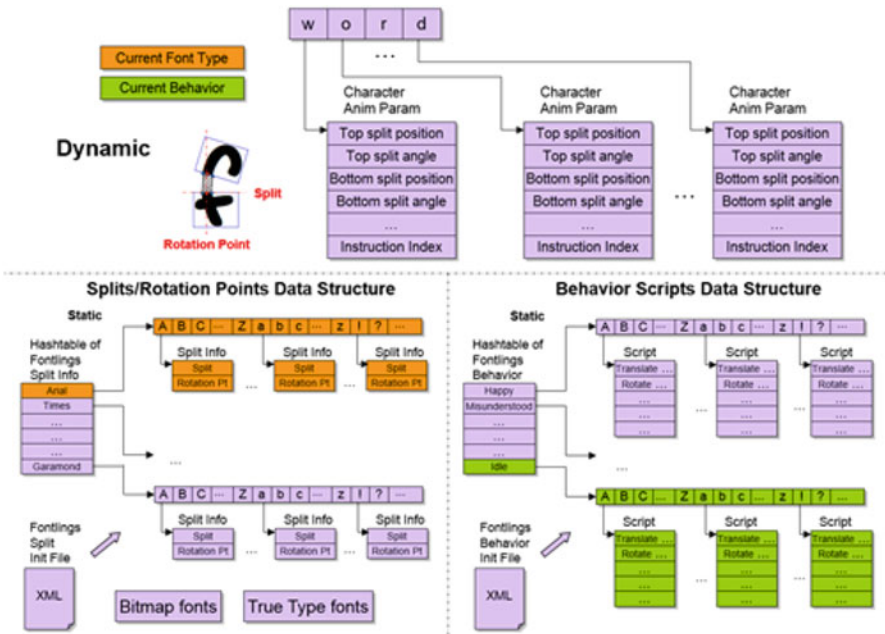 w o r d
...
Current Font Type
Current Behavior
Character
Anim Param
Character
Anim Param
Character
Anim Param
Dynamic
Split
Rotation Point
Top split position
Top split angle
Bottom split position
Bottom split angle
...
Instruction Index
Top split position
Top split angle
Bottom split position
Bottom split angle
...
Instruction Index
...
Top split position
Top split angle
Bottom split position
Bottom split angle
...
Instruction Index
Splits/Rotation Points Data Structure
Static
Hashtable of
Fontlings
Split Info
Arial
Times
...
...
...
Garamond
A B C ... Z a b c ... z ! ? ...
Split Info
Split
Rotation Pt
...
Split Info
Split
Rotation Pt
...
Split Info
Split
Rotation Pt
...
A B C ... Z a b c ... z ! ? ...
Split Info
Split
Rotation Pt
...
Split Info
Split
Rotation Pt
...
Split Info
Split
Rotation Pt
Fontlings
Split
Init File
XML
Bitmap fonts
True Type fonts
Behavior Scripts Data Structure
Static
Hashtable of
Fontlings
Behavior
Happy
Misunderstood
...
...
...
Idle
A B C ... Z a b c ... z ! ? ...
Script
Translate ...
Rotate ...
...
...
...
...
Script
Translate ...
Rotate ...
...
...
...
...
Script
Translate ...
Rotate ...
...
...
...
...
A B C ... Z a b c ... z ! ? ...
Script
Translate ...
Rotate ...
...
...
...
...
Script
Translate ...
Rotate ...
...
...
...
...
Script
Translate ...
Rotate ...
...
...
...
Fontlings
Behavior
Init File
XML